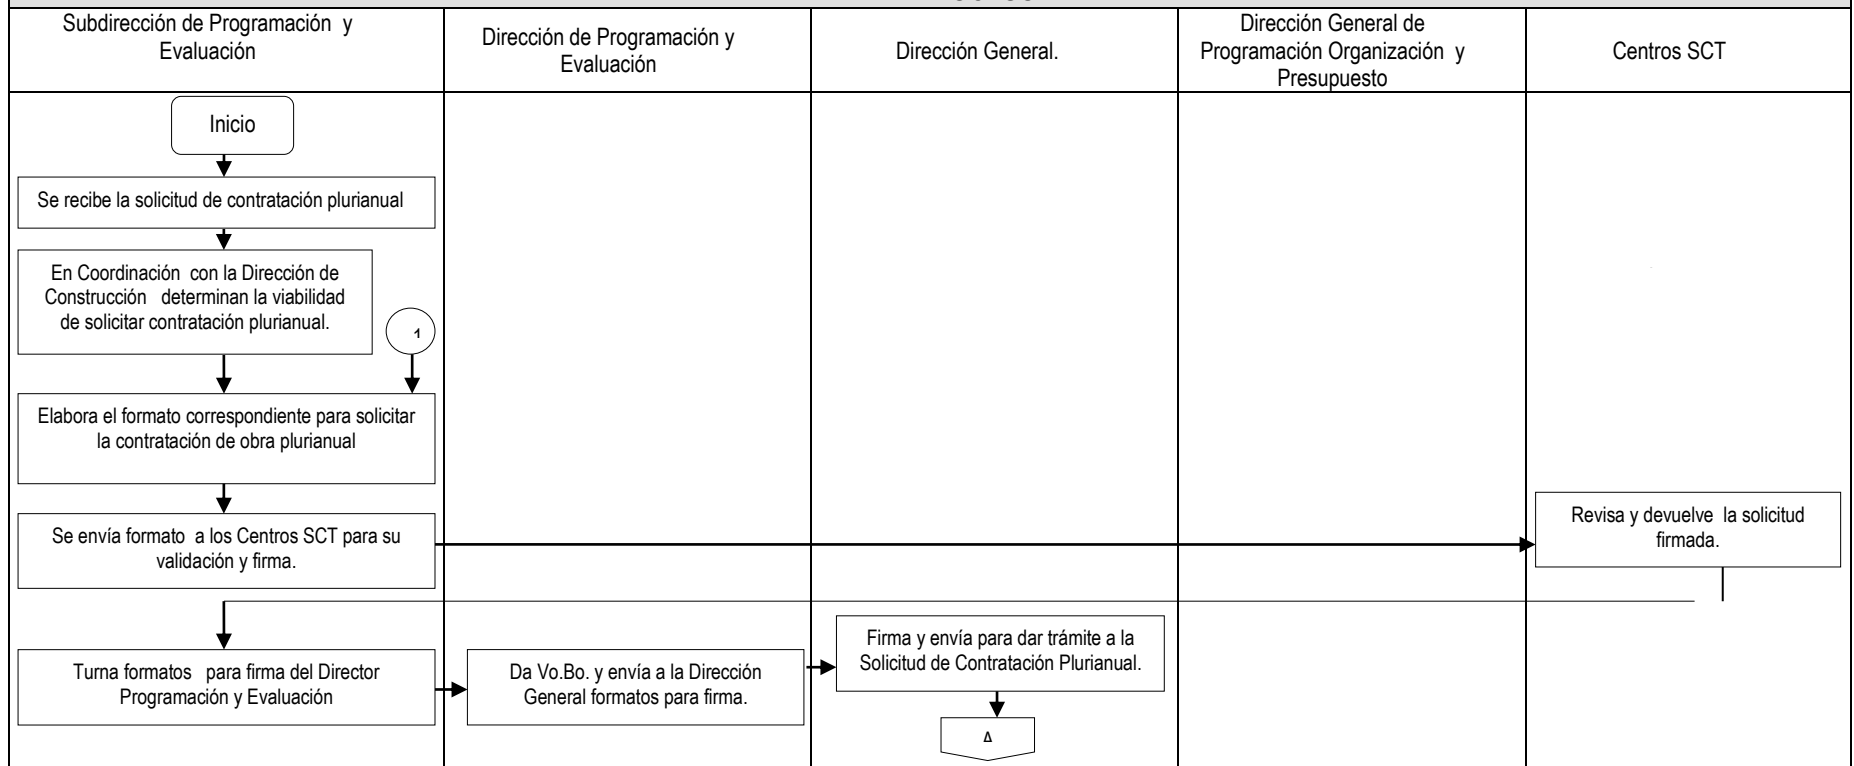 Subdirección de Programación y
Evaluación
Dirección de Programación y
Evaluación
Dirección General.
Dirección General de
Programación Organización y
Presupuesto
Centros SCT
Inicio
Se recibe la solicitud de contratación plurianual
En Coordinación con la Dirección de
Construcción determinan la viabilidad
de solicitar contratación plurianual.
1
Elabora el formato correspondiente para solicitar
la contratación de obra plurianual
Se envía formato a los Centros SCT para su
validación y firma.
Revisa y devuelve la solicitud
firmada.
Turna formatos para firma del Director
Programación y Evaluación
Da Vo.Bo. y envía a la Dirección
General formatos para firma.
Firma y envía para dar trámite a la
Solicitud de Contratación Plurianual.